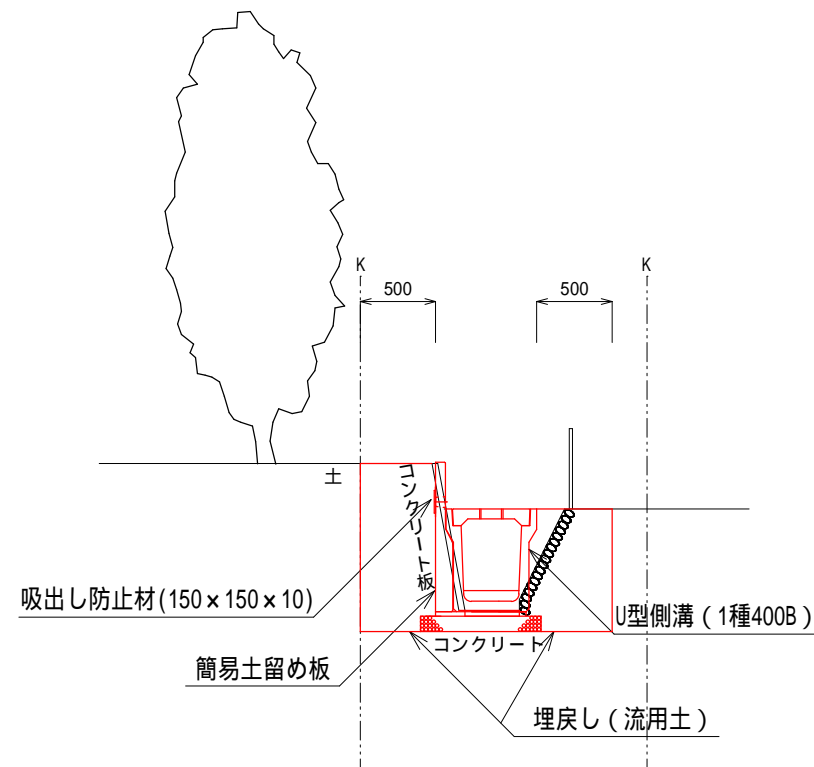 K
K
500
500
土
コンクリート板
吸出し防止材(150×150×10)
U型側溝（1種400B）
コンクリート
簡易土留め板
埋戻し（流用土）